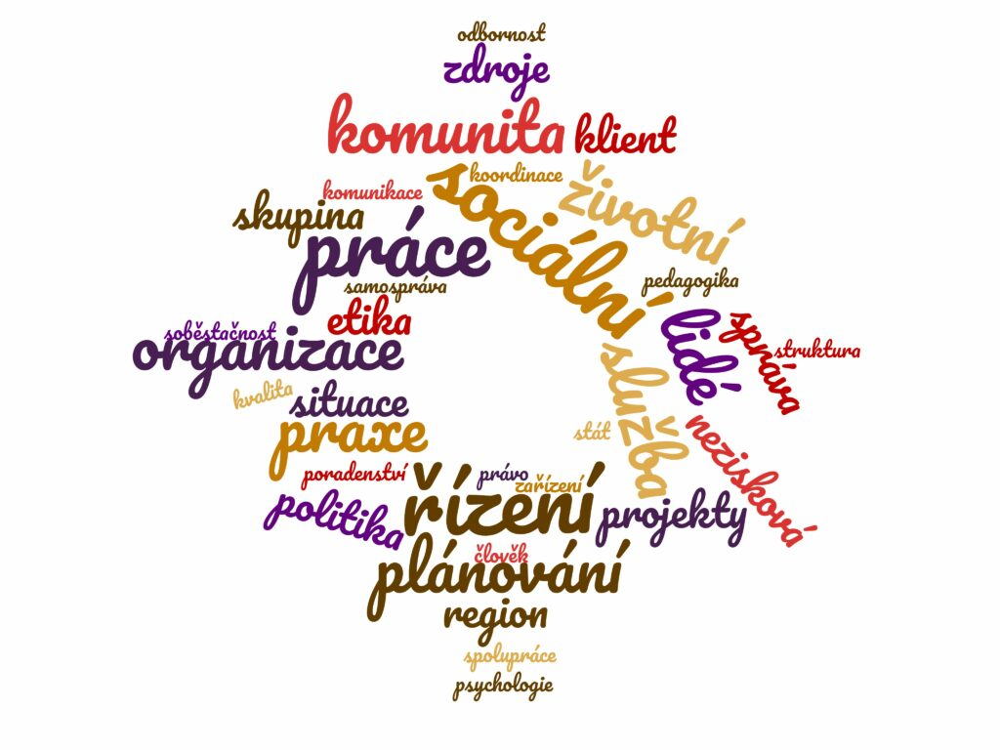 odbornost
zdroje
komunita
klient
koordinace
životní
komunikace
skupina
sociální
práce
samospráva
pedagogika
etika
lidé
správa
struktura
soběstačnost
organizace
kvalita
situace
služba
praxe
stát
nezisková
poradenství
právo
zařízení
politika
řízení
projekty
člověk
plánování
region
spolupráce
psychologie